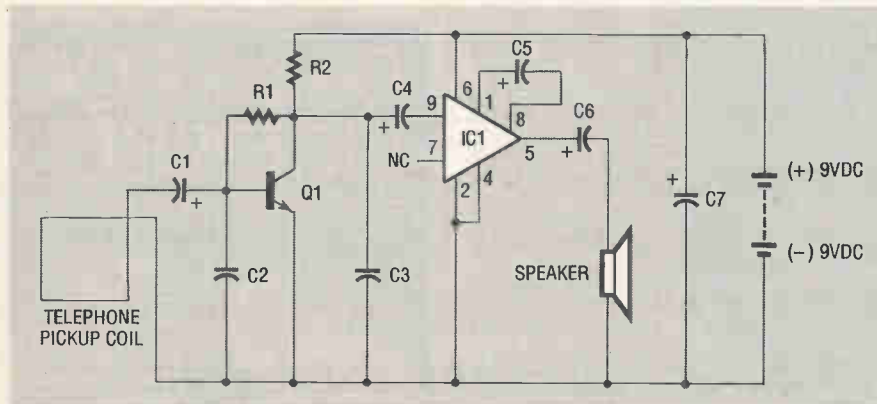 C5
R2
6
1
R1
C4
+
8
C6
C1
+
9
IC1
5
+
7
NC
+
Q1
2
4
+
C7
(+) 9VDC
C2
C3
SPEAKER
(–) 9VDC
TELEPHONE
PICKUP COIL